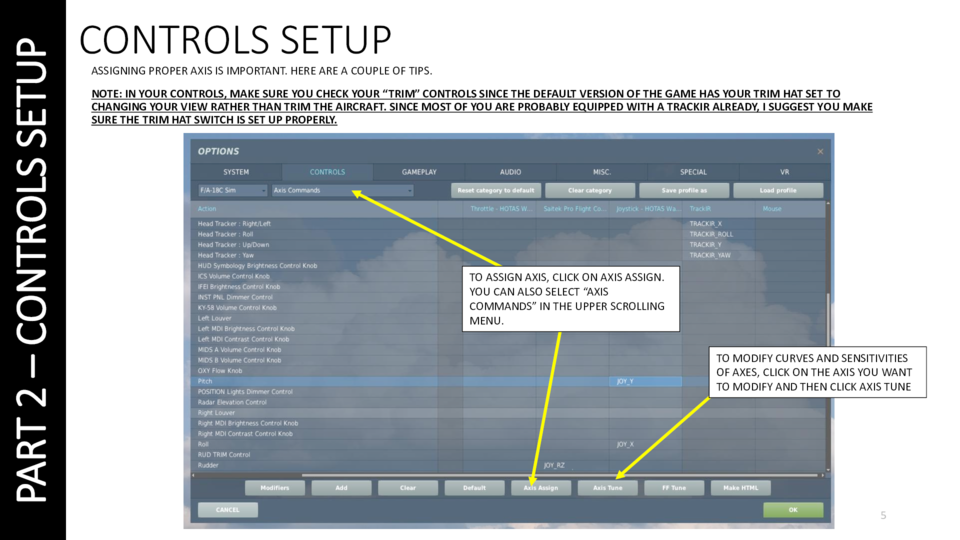 PART 2 – CONTROLS SETUP
CONTROLS SETUP
ASSIGNING PROPER AXIS IS IMPORTANT. HERE ARE A COUPLE OF TIPS.
NOTE: IN YOUR CONTROLS, MAKE SURE YOU CHECK YOUR “TRIM” CONTROLS SINCE THE DEFAULT VERSION OF THE GAME HAS YOUR TRIM HAT SET TO
CHANGING YOUR VIEW RATHER THAN TRIM THE AIRCRAFT. SINCE MOST OF YOU ARE PROBABLY EQUIPPED WITH A TRACKIR ALREADY, I SUGGEST YOU MAKE
SURE THE TRIM HAT SWITCH IS SET UP PROPERLY.
OPTIONS
SYSTEM CONTROLS GAMEPLAY AUDIO MISC. SPECIAL VR
F/A-18C Sim Axis Commands Reset category to default Clear category Save profile as Load profile
Action Throttle - HOTAS W... Saitek Pro Flight Co... Joystick - HOTAS Wa... TrackIR Mouse
Head Tracker : Right/Left TRACKIR_X
Head Tracker : Roll TRACKIR_ROLL
Head Tracker : Up/Down TRACKIR_Y
Head Tracker : Yaw TRACKIR_YAW
HUD Symbology Brightness Control Knob
ICS Volume Control Knob
IFEI Brightness Control Knob
INST PNL Dimmer Control
KY-58 Volume Control Knob
Left Louver
Left MDI Brightness Control Knob
Left MDI Contrast Control Knob
MIDS A Volume Control Knob
MIDS B Volume Control Knob
OXY Flow Knob
Pitch JOY_Y
POSITION Lights Dimmer Control
Radar Elevation Control
Right Louver
Right MDI Brightness Control Knob
Right MDI Contrast Control Knob
Roll JOY_X
RUD TRIM Control
Rudder JOY_RZ
Modifiers Add Clear Default Axis Assign Axis Tune FF Tune Make HTML
CANCEL OK
TO ASSIGN AXIS, CLICK ON AXIS ASSIGN.
YOU CAN ALSO SELECT “AXIS
COMMANDS” IN THE UPPER SCROLLING
MENU.
TO MODIFY CURVES AND SENSITIVITIES
OF AXES, CLICK ON THE AXIS YOU WANT
TO MODIFY AND THEN CLICK AXIS TUNE
5